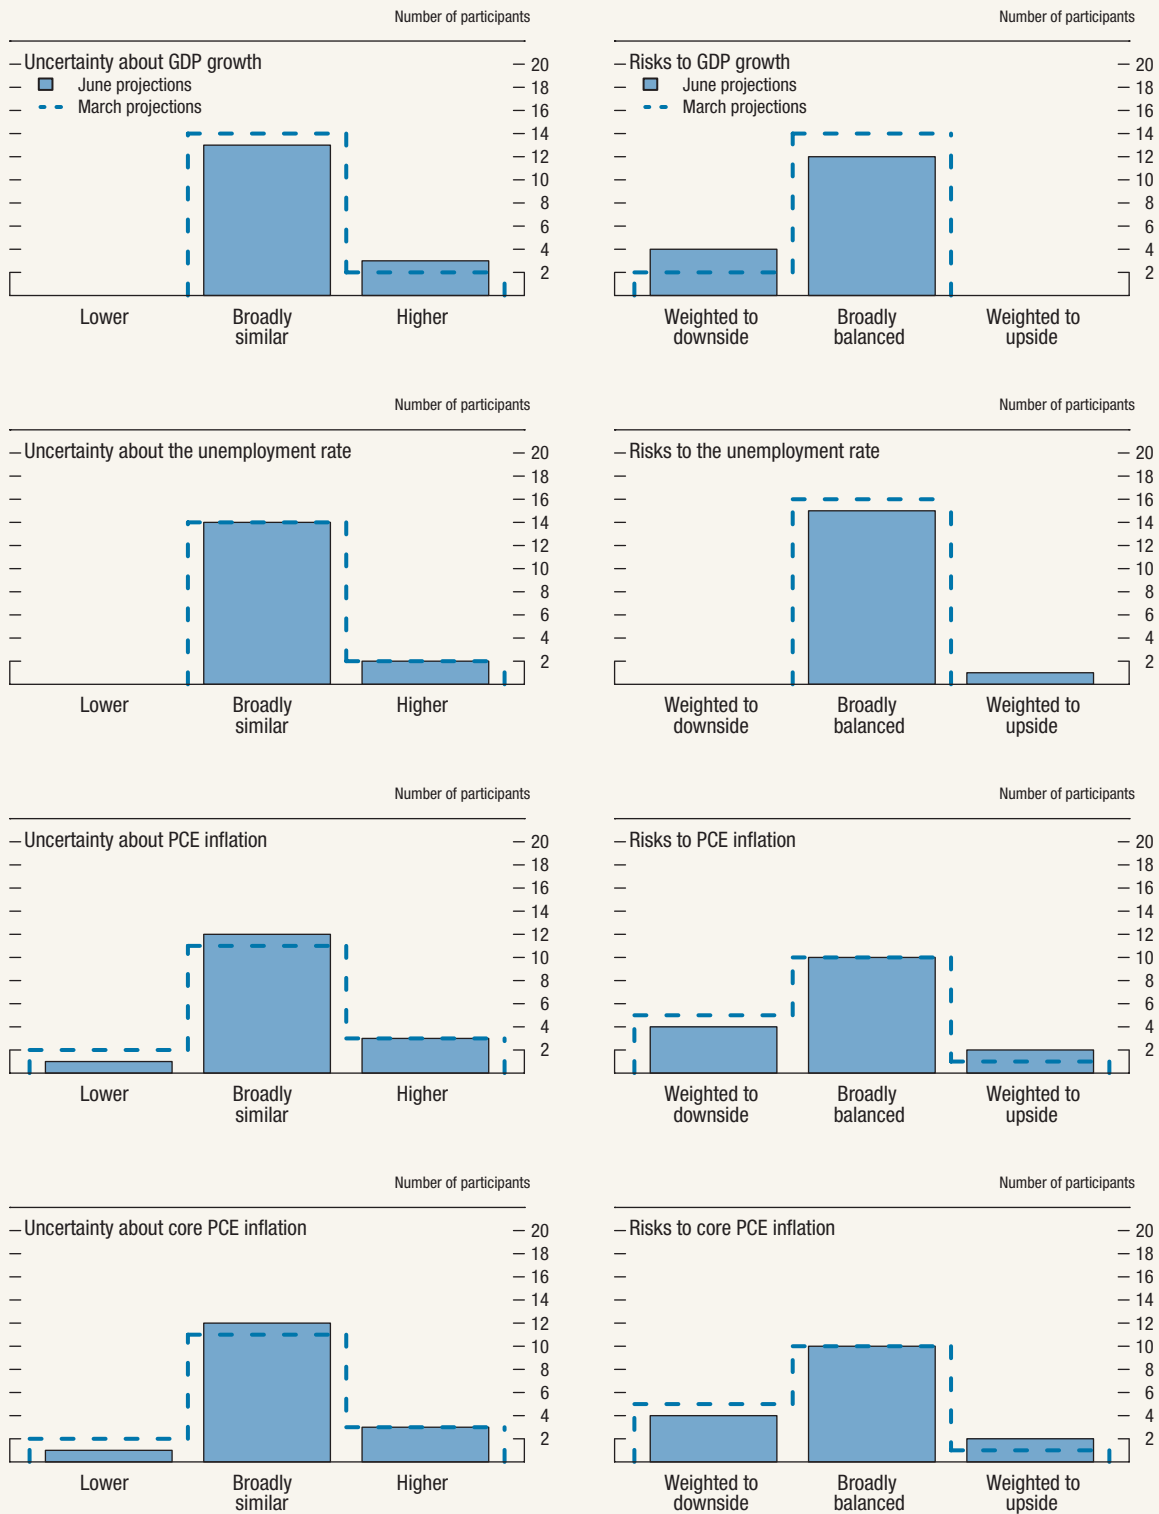 Number of participants
Uncertainty about GDP growth
June projections
March projections
20
18
16
14
12
10
8
6
4
2
Lower
Broadly
similar
Higher
Number of participants
Risks to GDP growth
June projections
March projections
20
18
16
14
12
10
8
6
4
2
Weighted to
downside
Broadly
balanced
Weighted to
upside
Number of participants
Uncertainty about the unemployment rate
20
18
16
14
12
10
8
6
4
2
Lower
Broadly
similar
Higher
Number of participants
Risks to the unemployment rate
20
18
16
14
12
10
8
6
4
2
Weighted to
downside
Broadly
balanced
Weighted to
upside
Number of participants
Uncertainty about PCE inflation
20
18
16
14
12
10
8
6
4
2
Lower
Broadly
similar
Higher
Number of participants
Risks to PCE inflation
20
18
16
14
12
10
8
6
4
2
Weighted to
downside
Broadly
balanced
Weighted to
upside
Number of participants
Uncertainty about core PCE inflation
20
18
16
14
12
10
8
6
4
2
Lower
Broadly
similar
Higher
Number of participants
Risks to core PCE inflation
20
18
16
14
12
10
8
6
4
2
Weighted to
downside
Broadly
balanced
Weighted to
upside